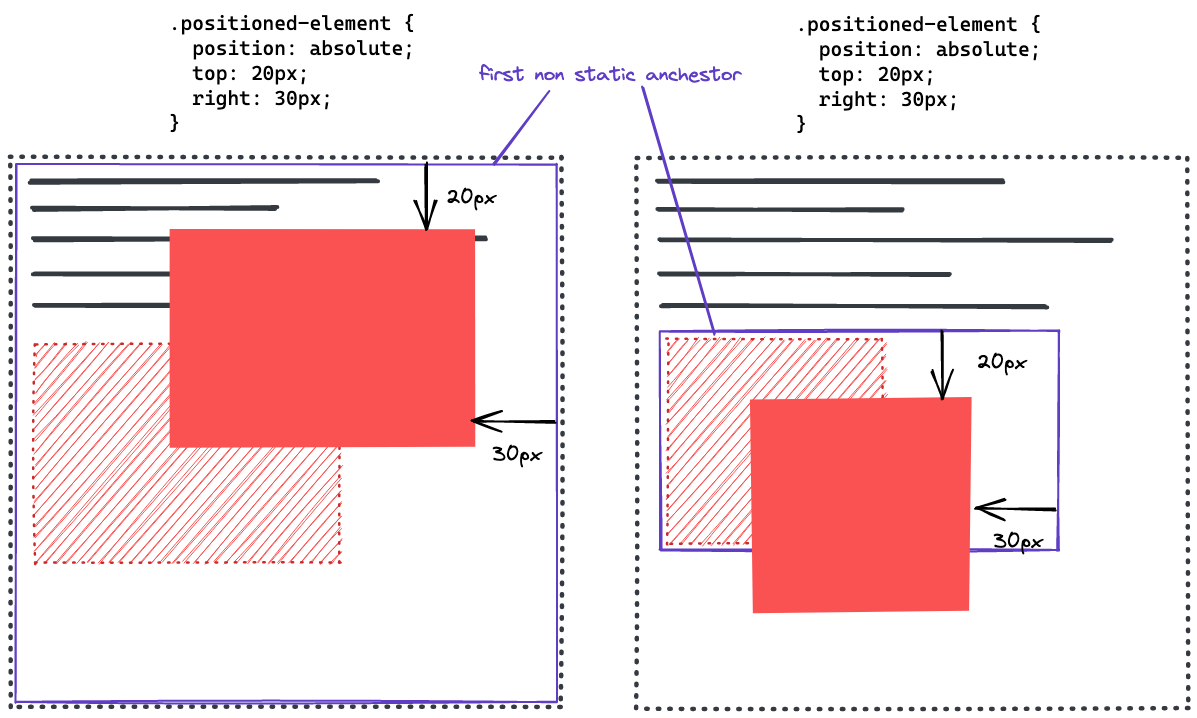 .positioned-element {
  position: absolute;
  top: 20px;
  right: 30px;
}
.positioned-element {
  position: absolute;
  top: 20px;
  right: 30px;
}
first non static anchestor
20px
30px
20px
30px